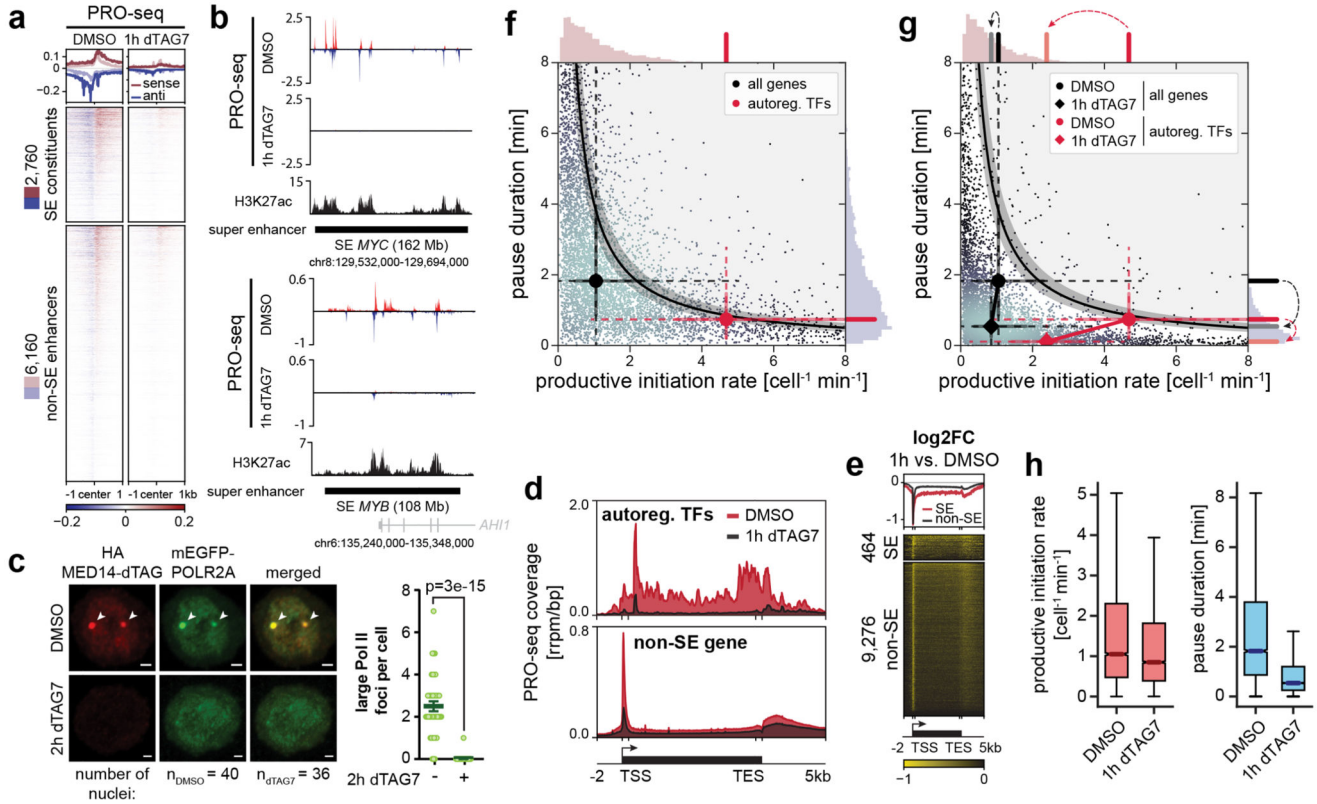 a
PRO-seq
DMSO 1h dTAG7
0.1
0
−0.2
sense
anti
2,760
SE constituents
6,160
non-SE enhancers
-1 center 1 -1 center 1kb
−0.2 0 0.2
b
PRO-seq
DMSO
2.5
-2.5
1h dTAG7
2.5
-2.5
15
H3K27ac
super enhancer
SE MYC (162 Mb)
chr8:129,532,000-129,694,000
PRO-seq
DMSO
0.6
-1
1h dTAG7
0.6
-1
7
H3K27ac
super enhancer
SE MYB (108 Mb)
AHI1
chr6:135,240,000-135,348,000
c
HA
MED14-dTAG
mEGFP-
POLR2A
merged
DMSO
2h dTAG7
number of
nuclei:
nDMSO = 40
ndTAG7 = 36
p=3e-15
large Pol II
foci per cell
8
6
4
2
0
2h dTAG7 - +
d
PRO-seq coverage
[rrpm/bp]
2.0
0.0
autoreg. TFs
DMSO
1h dTAG7
0.8
0.0
non-SE gene
-2 TSS TES 5kb
e
log2FC
1h vs. DMSO
0
-1
SE
non-SE
464
SE
9,276
non-SE
-2 TSS TES 5kb
−1 0
f
pause duration [min]
8
6
4
2
0
all genes
autoreg. TFs
0 2 4 6 8
productive initiation rate [cell-1 min-1]
g
pause duration [min]
8
6
4
2
0
DMSO
1h dTAG7
all genes
DMSO
1h dTAG7
autoreg. TFs
0 2 4 6 8
productive initiation rate [cell-1 min-1]
h
productive initiation rate
[cell-1 min-1]
5
4
3
2
1
0
DMSO
1h dTAG7
pause duration [min]
8
6
4
2
0
DMSO
1h dTAG7